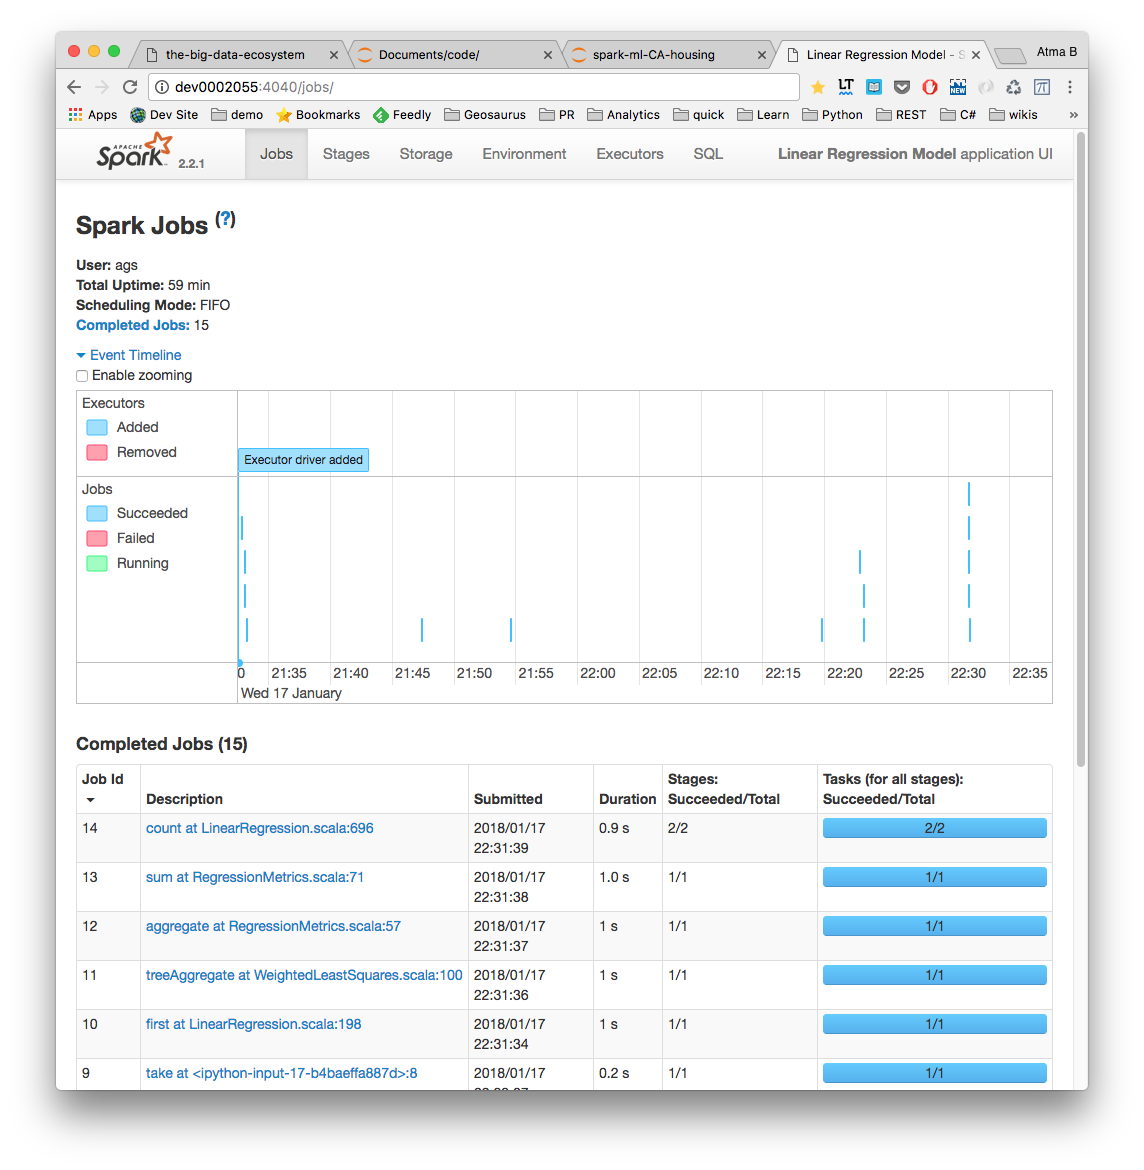 the-big-data-ecosystem
Documents/code/
spark-ml-CA-housing
Linear Regression Model - S
Atma B
dev0002055:4040/jobs/
LT
NEW
π
Apps
Dev Site
demo
Bookmarks
Feedly
Geosaurus
PR
Analytics
quick
Learn
Python
REST
C#
wikis
»
APACHE
Spark 2.2.1
Jobs
Stages
Storage
Environment
Executors
SQL
Linear Regression Model application UI
Spark Jobs (?)
User: ags
Total Uptime: 59 min
Scheduling Mode: FIFO
Completed Jobs: 15
Event Timeline
Enable zooming
Executors
Added
Removed
Executor driver added
Jobs
Succeeded
Failed
Running
0 21:35 21:40 21:45 21:50 21:55 22:00 22:05 22:10 22:15 22:20 22:25 22:30 22:35
Wed 17 January
Completed Jobs (15)
Job Id Description Submitted Duration Stages: Succeeded/Total Tasks (for all stages): Succeeded/Total
14 count at LinearRegression.scala:696 2018/01/17 22:31:39 0.9 s 2/2 2/2
13 sum at RegressionMetrics.scala:71 2018/01/17 22:31:38 1.0 s 1/1 1/1
12 aggregate at RegressionMetrics.scala:57 2018/01/17 22:31:37 1 s 1/1 1/1
11 treeAggregate at WeightedLeastSquares.scala:100 2018/01/17 22:31:36 1 s 1/1 1/1
10 first at LinearRegression.scala:198 2018/01/17 22:31:34 1 s 1/1 1/1
9 take at <ipython-input-17-b4baeffa887d>:8 2018/01/17 0.2 s 1/1 1/1